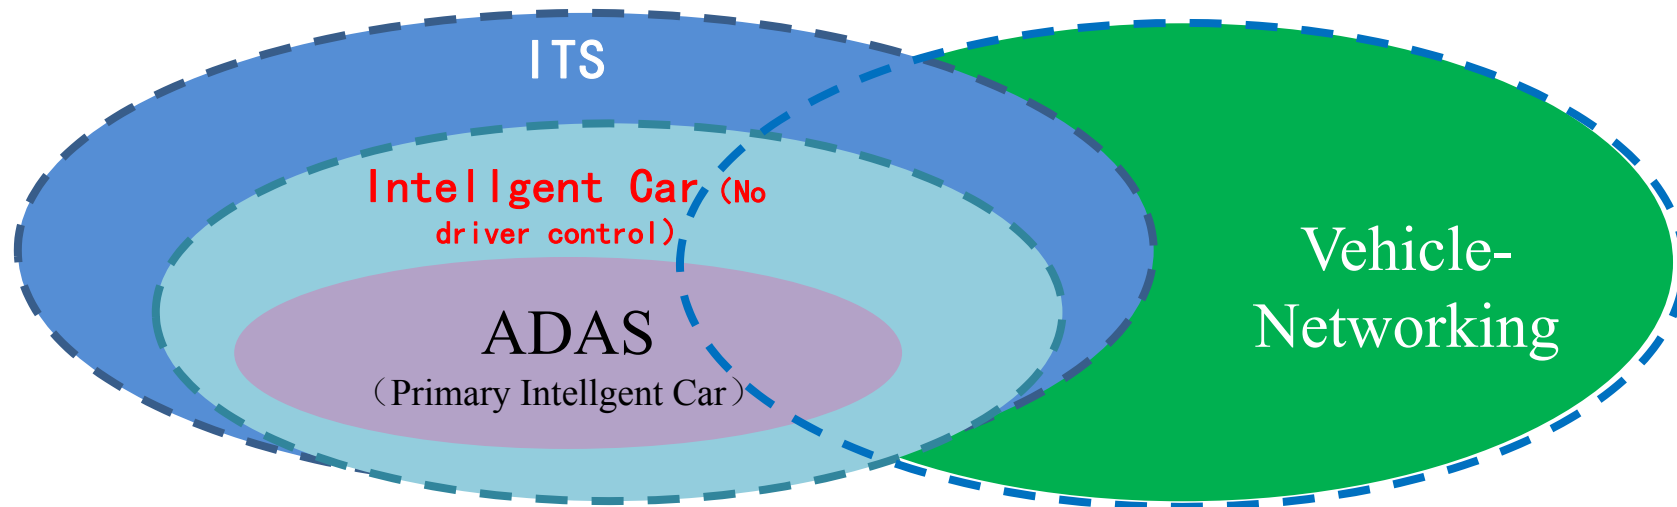 ITS
Intellgent Car（No
driver control）
ADAS
（Primary Intellgent Car）
Vehicle-
Networking